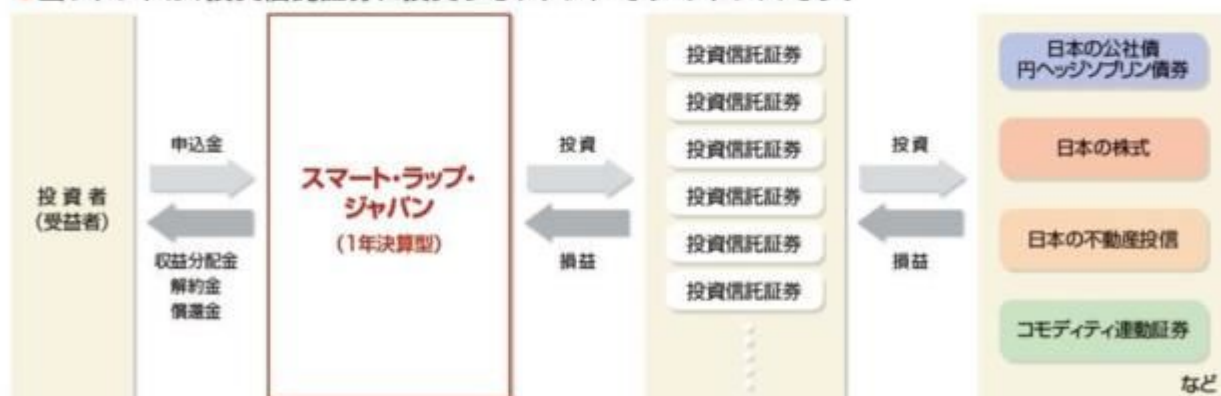 投資者
(受益者)
申込金
収益分配金
解約金
償還金
スマート・ラップ・
ジャパン
(1年決算型)
投資
損益
投資信託証券
投資信託証券
投資信託証券
投資信託証券
投資信託証券
投資信託証券
投資
損益
日本の公社債
円ヘッジソブリン債券
日本の株式
日本の不動産投信
コモディティ連動証券
など